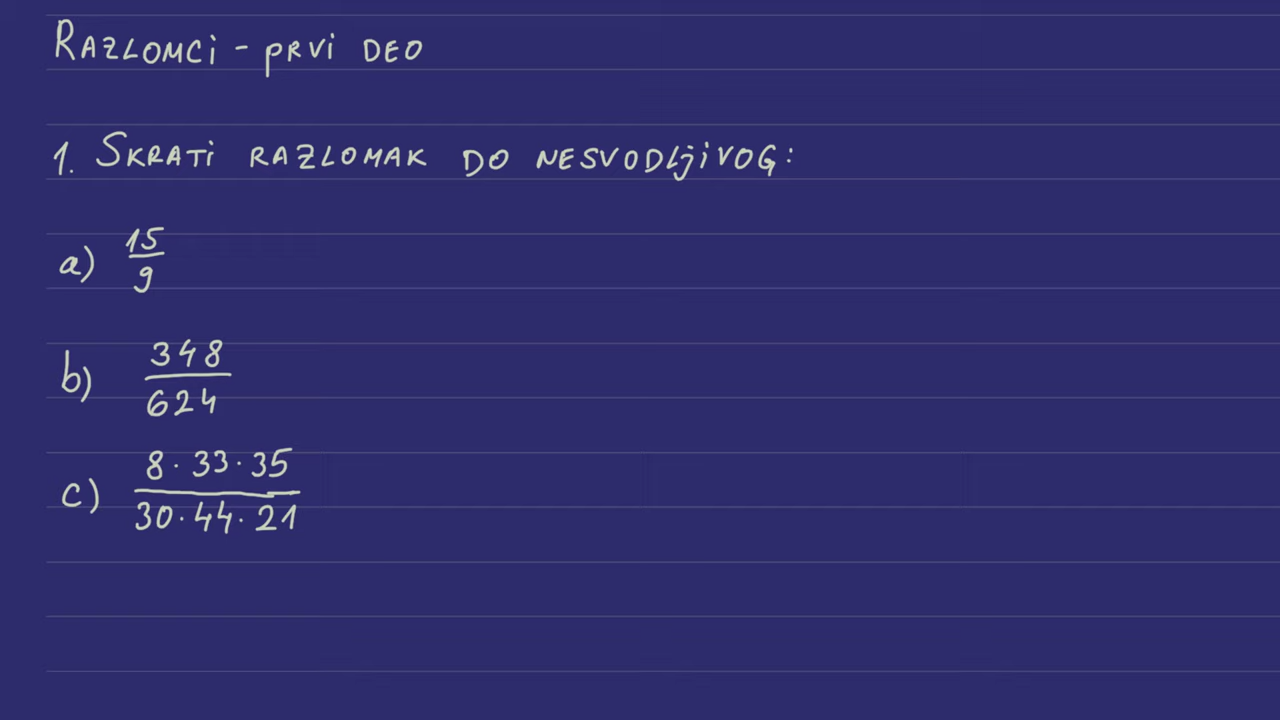 Razlomci - prvi deo
1. Skrati razlomak do nesvodljivog:
a) 15/9
b) 348/624
c) 8·33·35/30·44·21